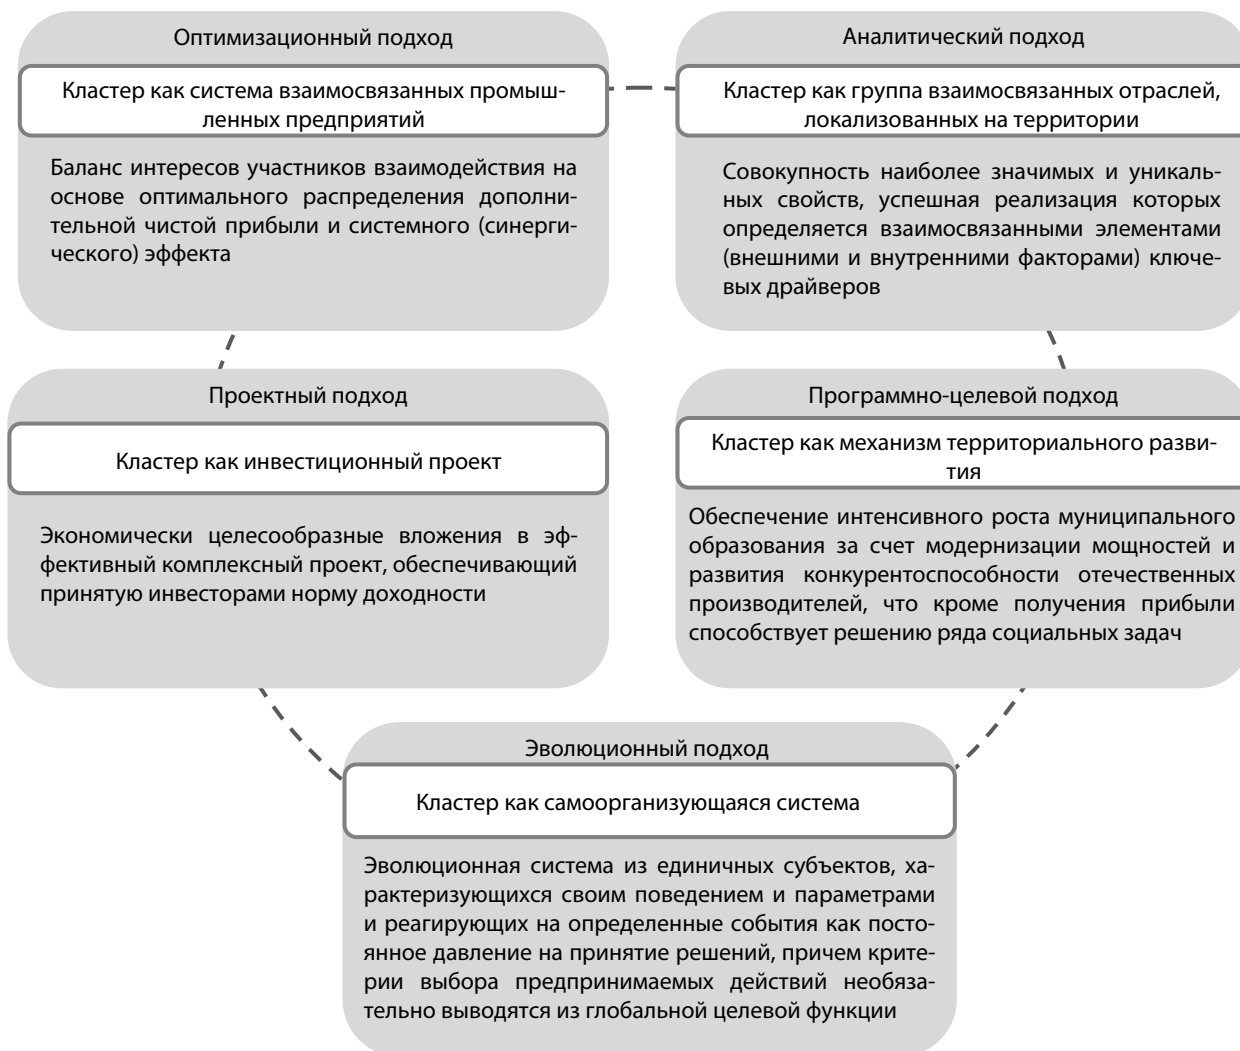 Оптимизационный подход
Кластер как система взаимосвязанных промыш-
ленных предприятий
Баланс интересов участников взаимодействия на
основе оптимального распределения дополни-
тельной чистой прибыли и системного (синерги-
ческого) эффекта
Аналитический подход
Кластер как группа взаимосвязанных отраслей,
локализованных на территории
Совокупность наиболее значимых и уникаль-
ных свойств, успешная реализация которых
определяется взаимосвязанными элементами
(внешними и внутренними факторами) ключе-
вых драйверов
Проектный подход
Кластер как инвестиционный проект
Экономически целесообразные вложения в эф-
фективный комплексный проект, обеспечивающий
принятую инвесторами норму доходности
Программно-целевой подход
Кластер как механизм территориального разви-
тия
Обеспечение интенсивного роста муниципального
образования за счет модернизации мощностей и
развития конкурентоспособности отечественных
производителей, что кроме получения прибыли
способствует решению ряда социальных задач
Эволюционный подход
Кластер как самоорганизующаяся система
Эволюционная система из единичных субъектов, ха-
рактеризующихся своим поведением и параметрами
и реагирующих на определенные события как посто-
янное давление на принятие решений, причем крите-
рии выбора предпринимаемых действий необяза-
тельно выводятся из глобальной целевой функции